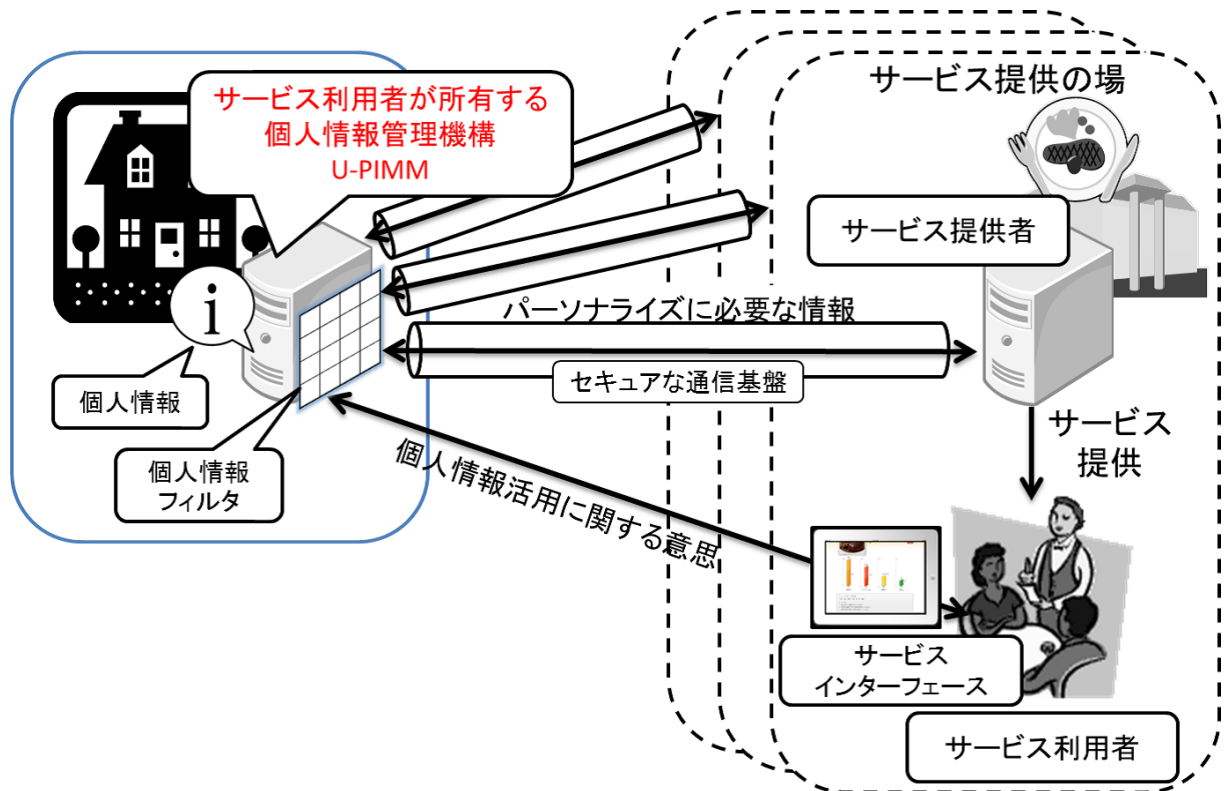 サービス利用者が所有する
個人情報管理機構
U-PIMM
i
個人情報
個人情報
フィルタ
パーソナライズに必要な情報
セキュアな通信基盤
個人情報活用に関する意思
サービス提供の場
サービス提供者
サービス
提供
サービス
インターフェース
サービス利用者